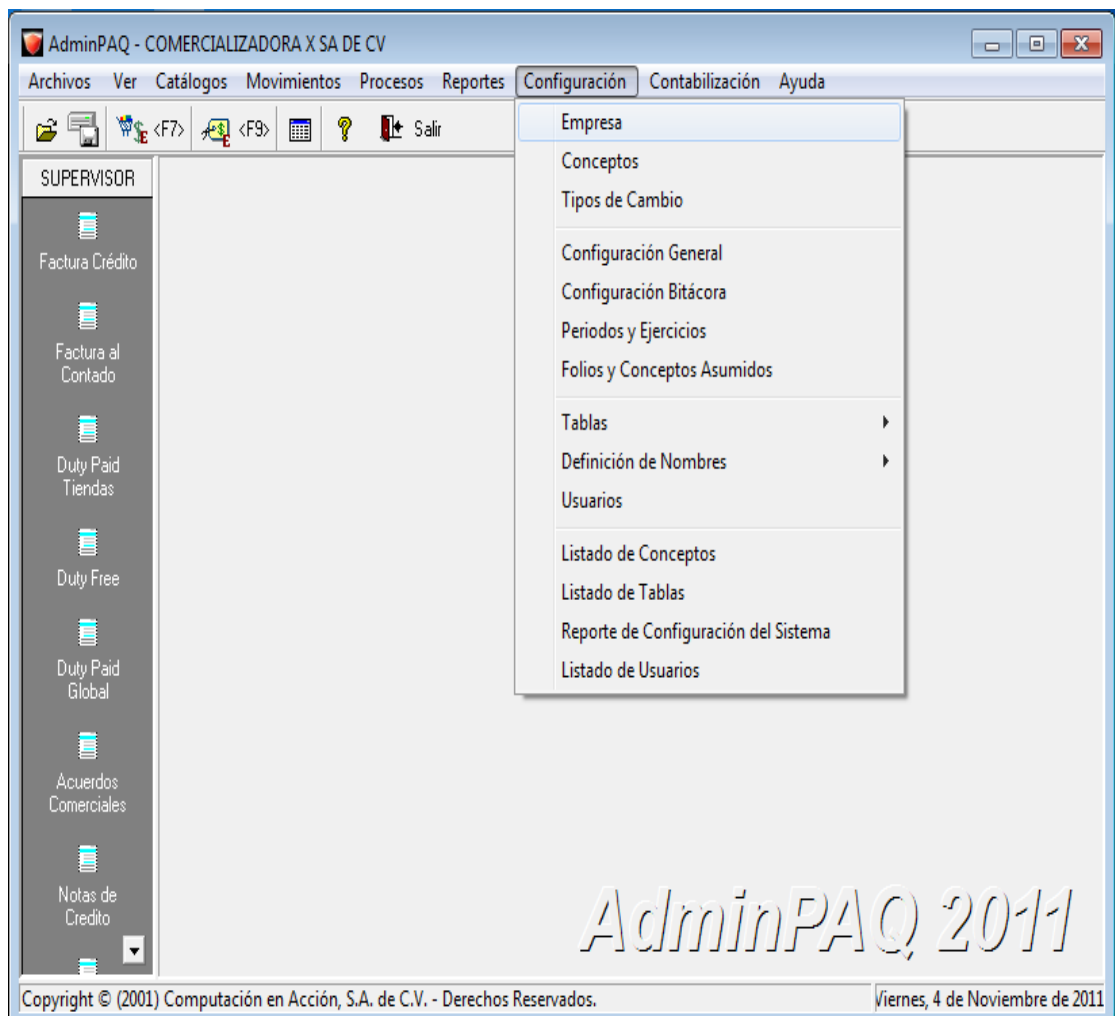 AdminPAQ - COMERCIALIZADORA X SA DE CV
Archivos Ver Catálogos Movimientos Procesos Reportes Configuración Contabilización Ayuda
<F7> <F9> Salir
SUPERVISOR
Factura Crédito
Factura al
Contado
Duty Paid
Tiendas
Duty Free
Duty Paid
Global
Acuerdos
Comerciales
Notas de
Credito
Empresa
Conceptos
Tipos de Cambio
Configuración General
Configuración Bitácora
Periodos y Ejercicios
Folios y Conceptos Asumidos
Tablas
Definición de Nombres
Usuarios
Listado de Conceptos
Listado de Tablas
Reporte de Configuración del Sistema
Listado de Usuarios
AdminPAQ 2011
Copyright © (2001) Computación en Acción, S.A. de C.V. - Derechos Reservados.
Viernes, 4 de Noviembre de 2011